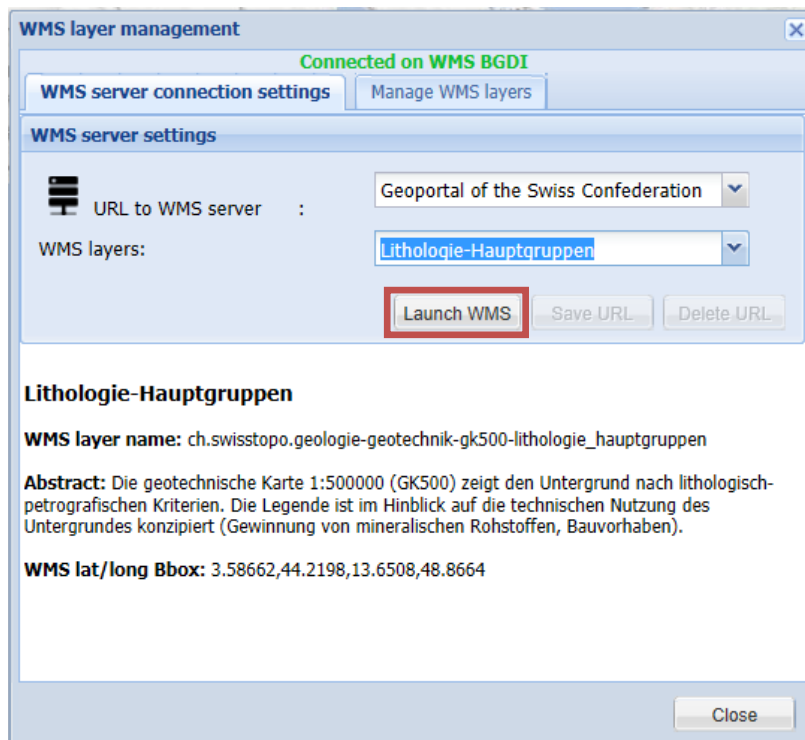 WMS layer management
Connected on WMS BGDI
WMS server connection settings Manage WMS layers
WMS server settings
URL to WMS server : Geoportal of the Swiss Confederation
WMS layers: Lithologie-Hauptgruppen
Launch WMS Save URL Delete URL
Lithologie-Hauptgruppen
WMS layer name: ch.swisstopo.geologie-geotechnik-gk500-lithologie_hauptgruppen
Abstract: Die geotechnische Karte 1:500000 (GK500) zeigt den Untergrund nach lithologisch-
petrografischen Kriterien. Die Legende ist im Hinblick auf die technischen Nutzung des
Untergrundes konzipiert (Gewinnung von mineralischen Rohstoffen, Bauvorhaben).
WMS lat/long Bbox: 3.58662,44.2198,13.6508,48.8664
Close